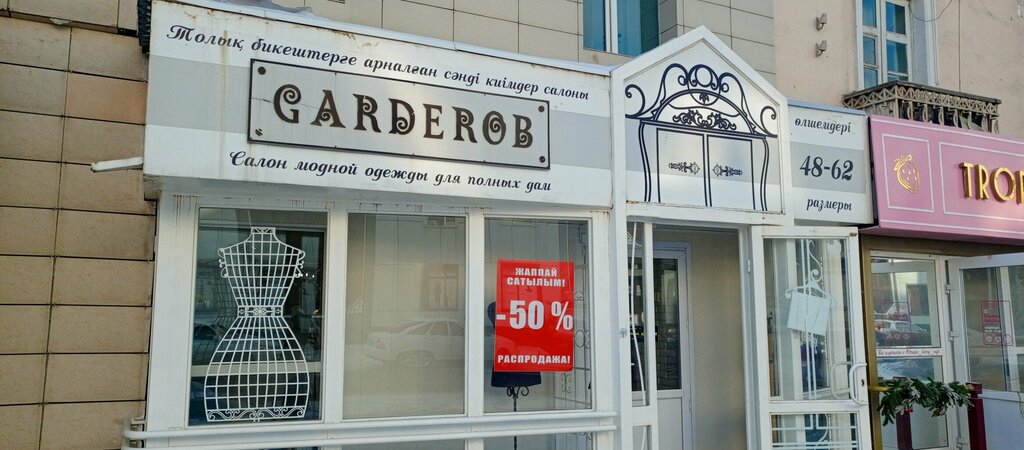 Толық бикештерге арналған сәнді киімдер салоны
GARDEROB
Салон модной одежды для полных дам
өлшемдері
48-62
размеры
ЖАППАЙ
САТЫЛЫМ!
-50 %
РАСПРОДАЖА!